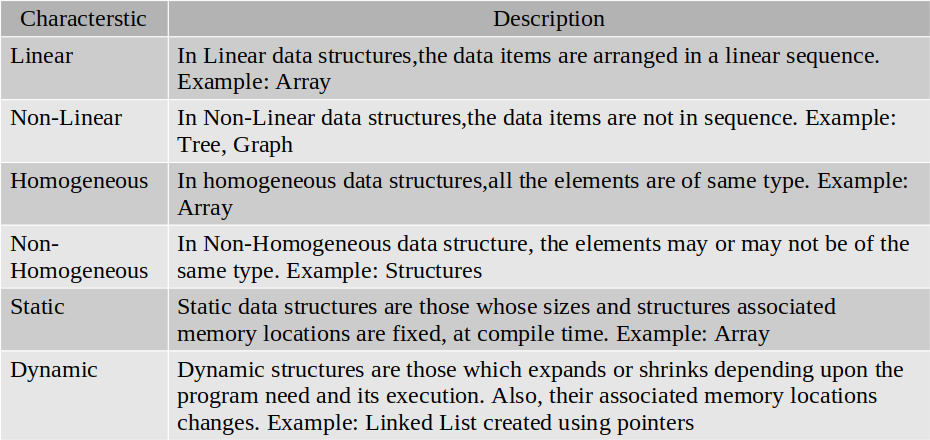 Characterstic Description
Linear In Linear data structures,the data items are arranged in a linear sequence.
Example: Array
Non-Linear In Non-Linear data structures,the data items are not in sequence. Example:
Tree, Graph
Homogeneous In homogeneous data structures,all the elements are of same type. Example:
Array
Non- In Non-Homogeneous data structure, the elements may or may not be of the
Homogeneous same type. Example: Structures
Static Static data structures are those whose sizes and structures associated
memory locations are fixed, at compile time. Example: Array
Dynamic Dynamic structures are those which expands or shrinks depending upon the
program need and its execution. Also, their associated memory locations
changes. Example: Linked List created using pointers